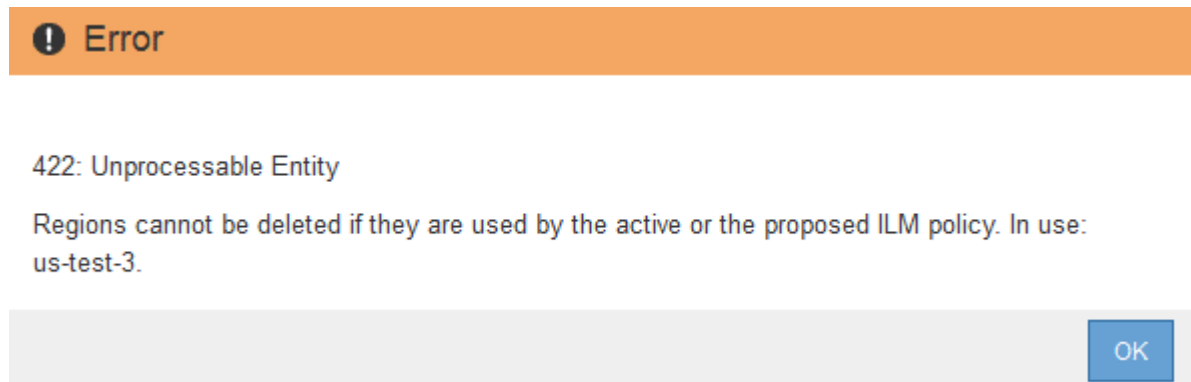 Error
422: Unprocessable Entity
Regions cannot be deleted if they are used by the active or the proposed ILM policy. In use:
us-test-3.
OK